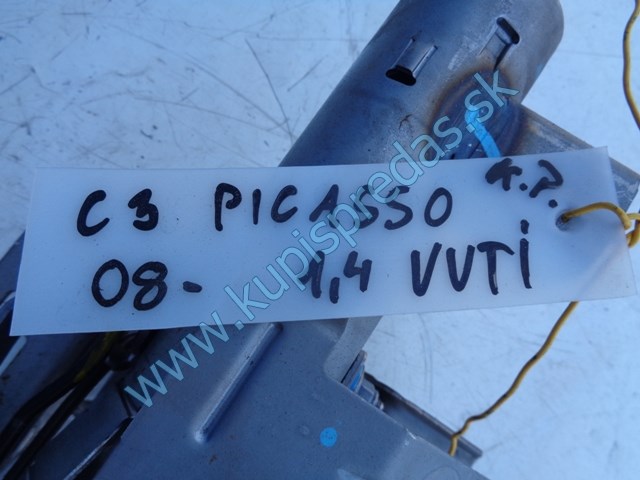 C3 PICASSO
08- 1,4 VVTi
www.kupispredas.sk